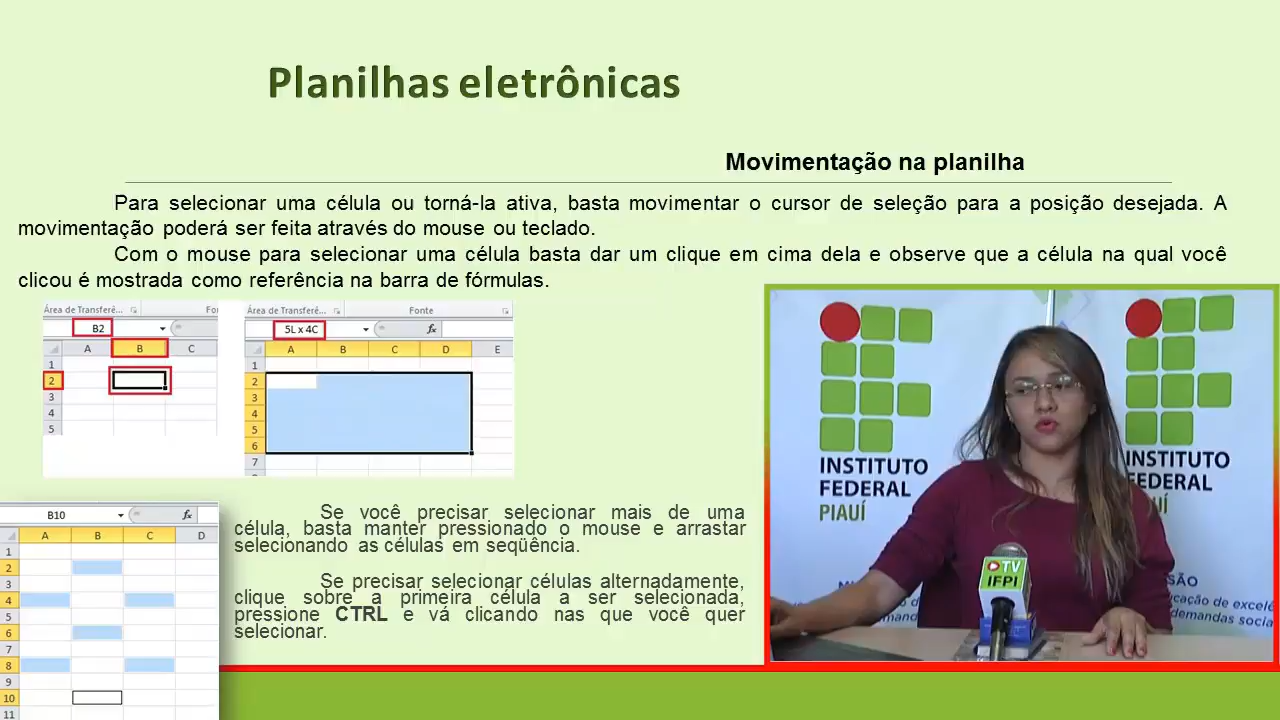 Planilhas eletrônicas
Movimentação na planilha
Para selecionar uma célula ou torná-la ativa, basta movimentar o cursor de seleção para a posição desejada. A
movimentação poderá ser feita através do mouse ou teclado.
Com o mouse para selecionar uma célula basta dar um clique em cima dela e observe que a célula na qual você
clicou é mostrada como referência na barra de fórmulas.
Área de Transferê... For
B2
A B C
1
2
3
4
5
Área de Transferê... Fonte
5L x 4C fx
A B C D E
1
2
3
4
5
6
7
B10 fx
A B C D
1
2
3
4
5
6
7
8
9
10
11
Se você precisar selecionar mais de uma
célula, basta manter pressionado o mouse e arrastar
selecionando as células em seqüência.
Se precisar selecionar células alternadamente,
clique sobre a primeira célula a ser selecionada,
pressione CTRL e vá clicando nas que você quer
selecionar.
INSTITUTO
FEDERAL
PIAUÍ
INSTITUTO
FEDERAL
TV
IFPI